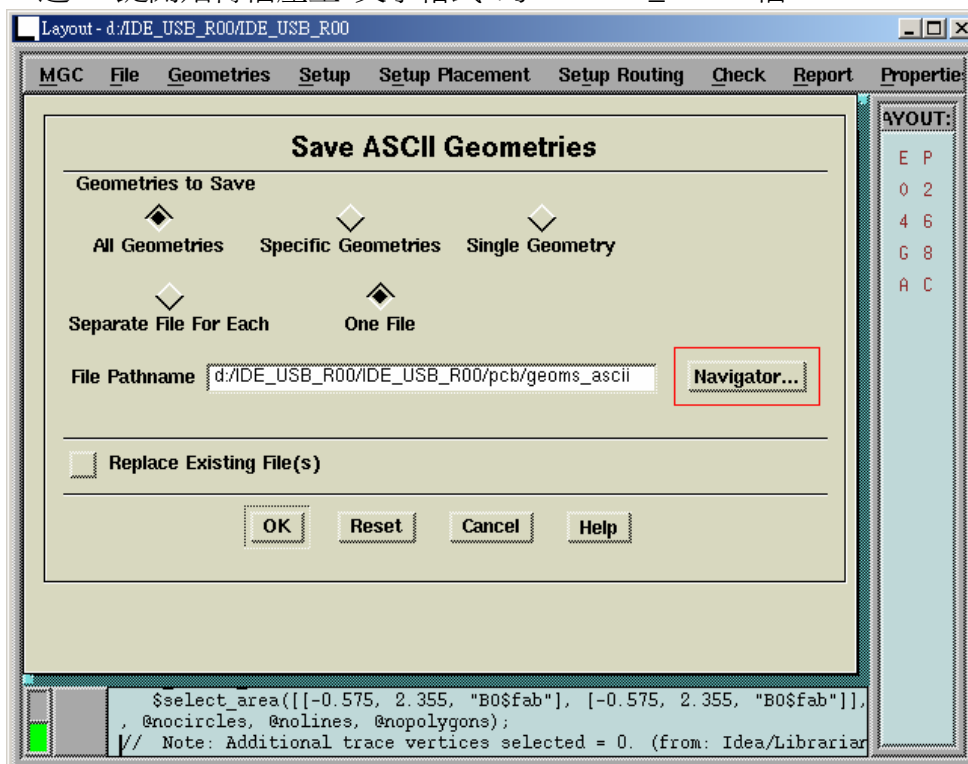 Layout - d:/IDE_USB_R00/IDE_USB_R00
MGC File Geometries Setup Setup Placement Setup Routing Check Report Propertie
AYOUT:
E P
0 2
4 6
G 8
A C
Save ASCII Geometries
Geometries to Save
All Geometries Specific Geometries Single Geometry
Separate File For Each One File
File Pathname d:/IDE_USB_R00/IDE_USB_R00/pcb/geoms_ascii Navigator...
Replace Existing File(s)
OK Reset Cancel Help
$select_area([[-0.575, 2.355, "B0$fab"], [-0.575, 2.355, "B0$fab"]],
, @nocircles, @nolines, @nopolygons);
// Note: Additional trace vertices selected = 0. (from: Idea/Librarian